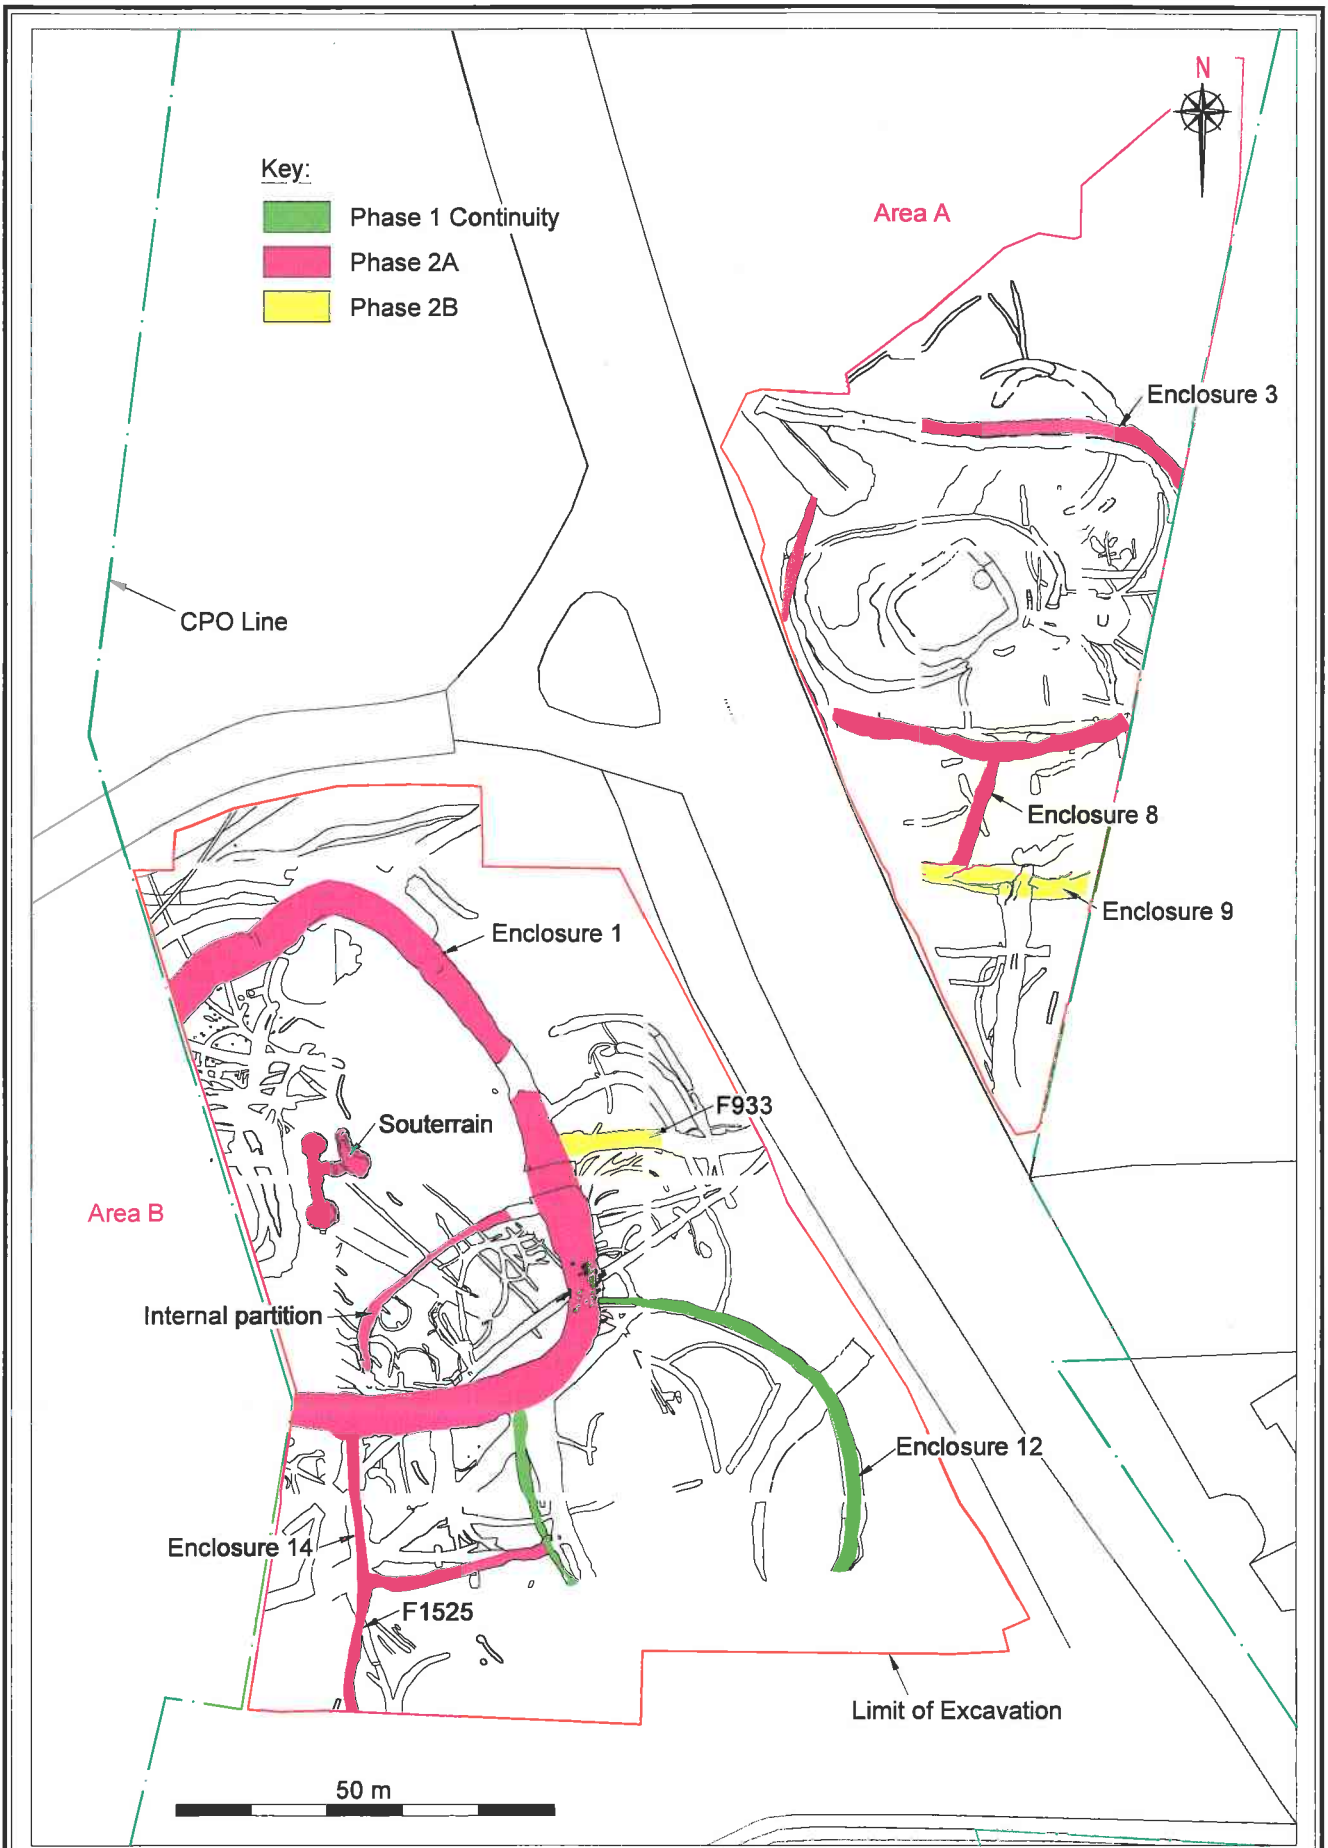 N
Key:
Phase 1 Continuity
Phase 2A
Phase 2B
Area A
Enclosure 3
CPO Line
Enclosure 8
Enclosure 9
Enclosure 1
F933
Souterrain
Area B
Internal partition
Enclosure 12
Enclosure 14
F1525
Limit of Excavation
50 m